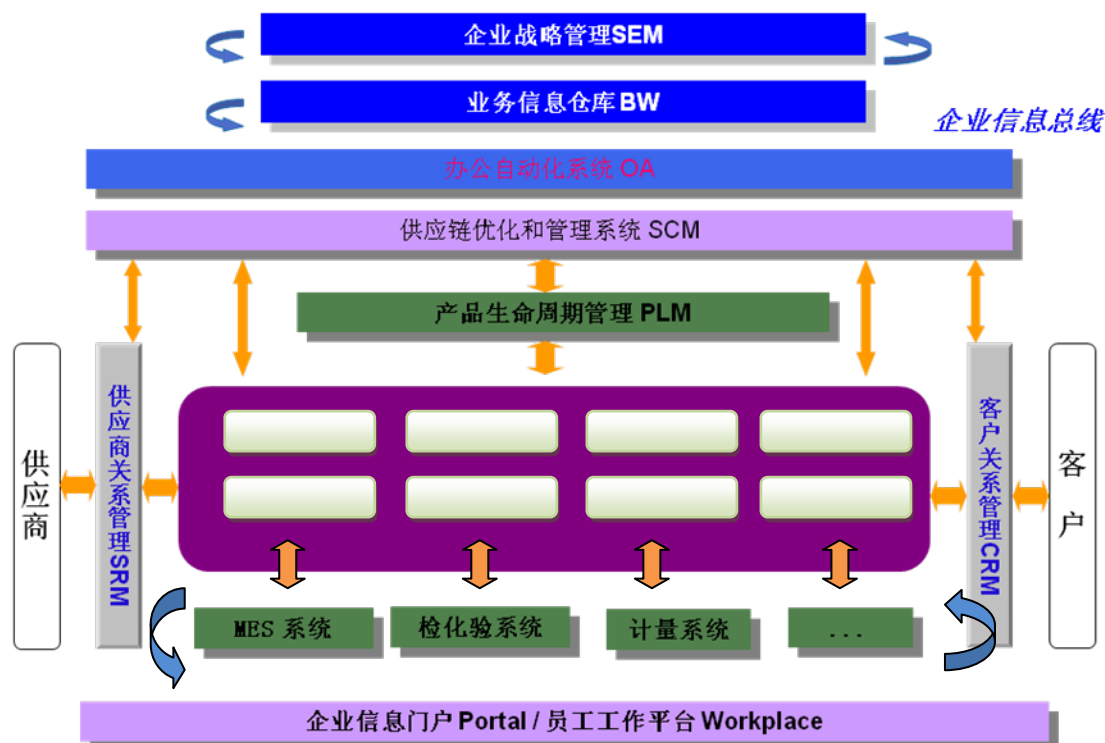 企业战略管理SEM
业务信息仓库BW
企业信息总线
办公自动化系统 OA
供应链优化和管理系统 SCM
产品生命周期管理 PLM
供应商
供应商关系管理SRM
客户关系管理CRM
客户
MES 系统
检化验系统
计量系统
...
企业信息门户 Portal / 员工工作平台 Workplace